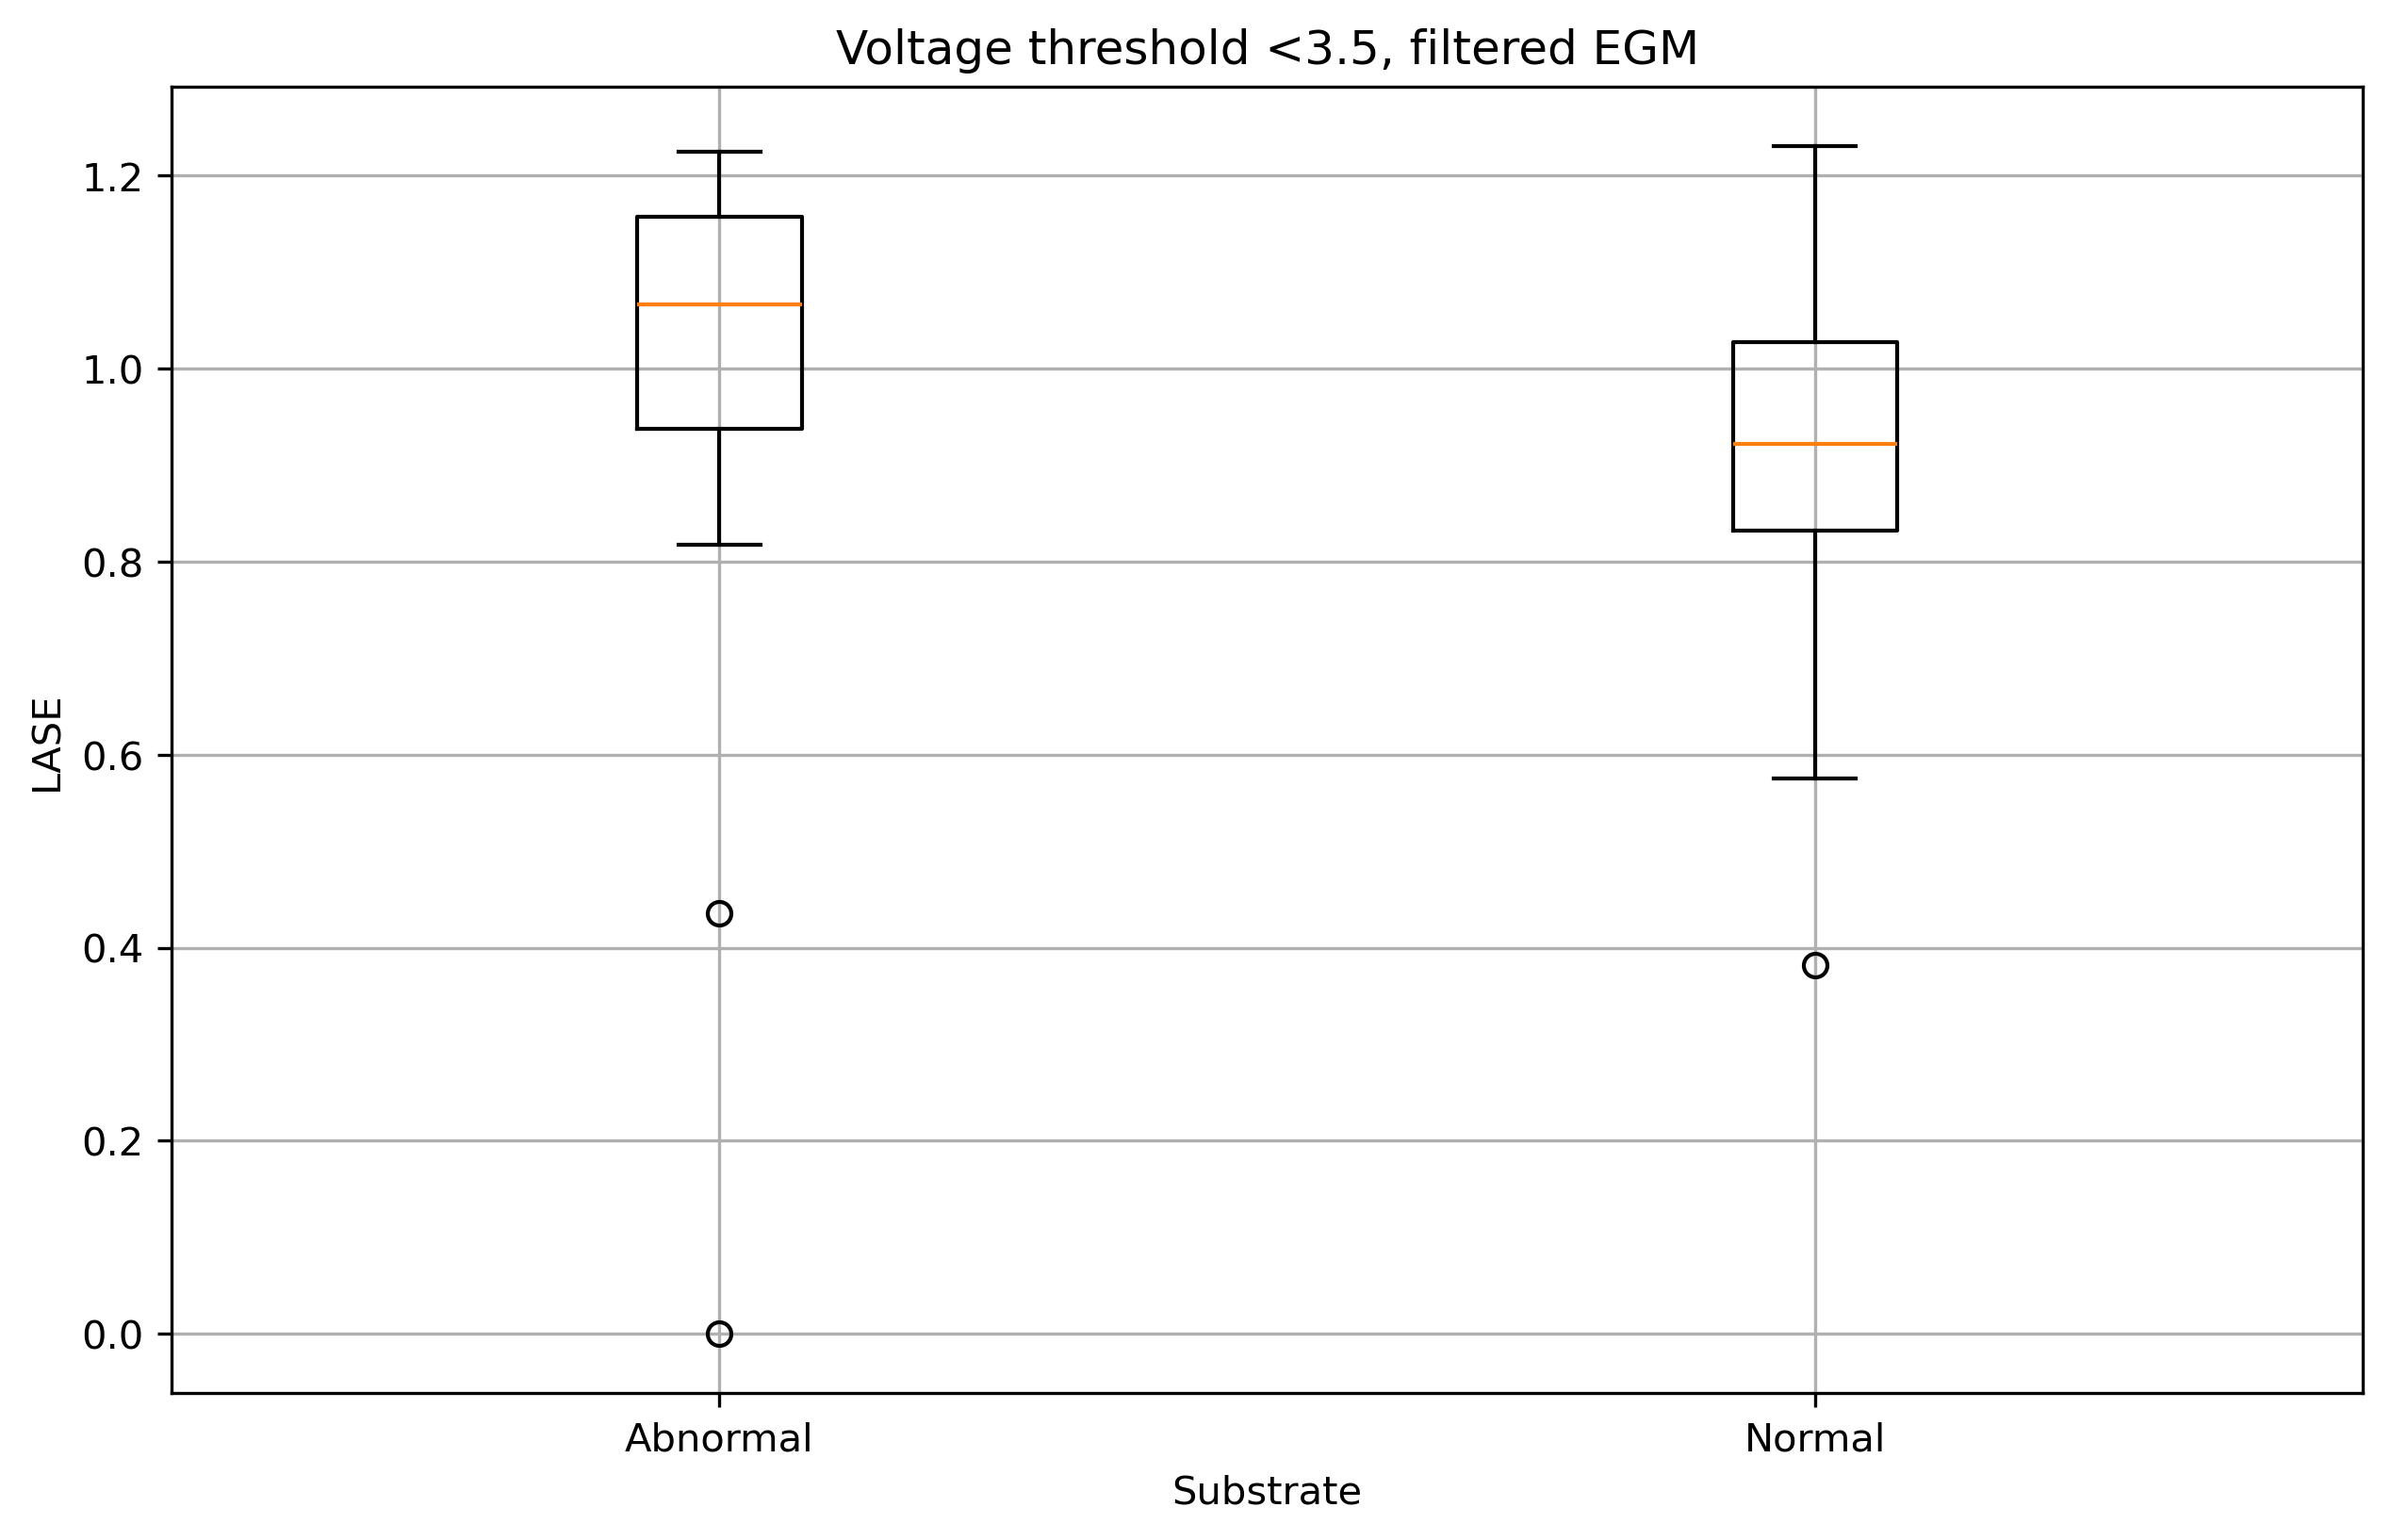 Voltage threshold <3.5, filtered EGM
1.2
1.0
0.8
0.6
0.4
0.2
0.0
LASE
Abnormal
Normal
Substrate